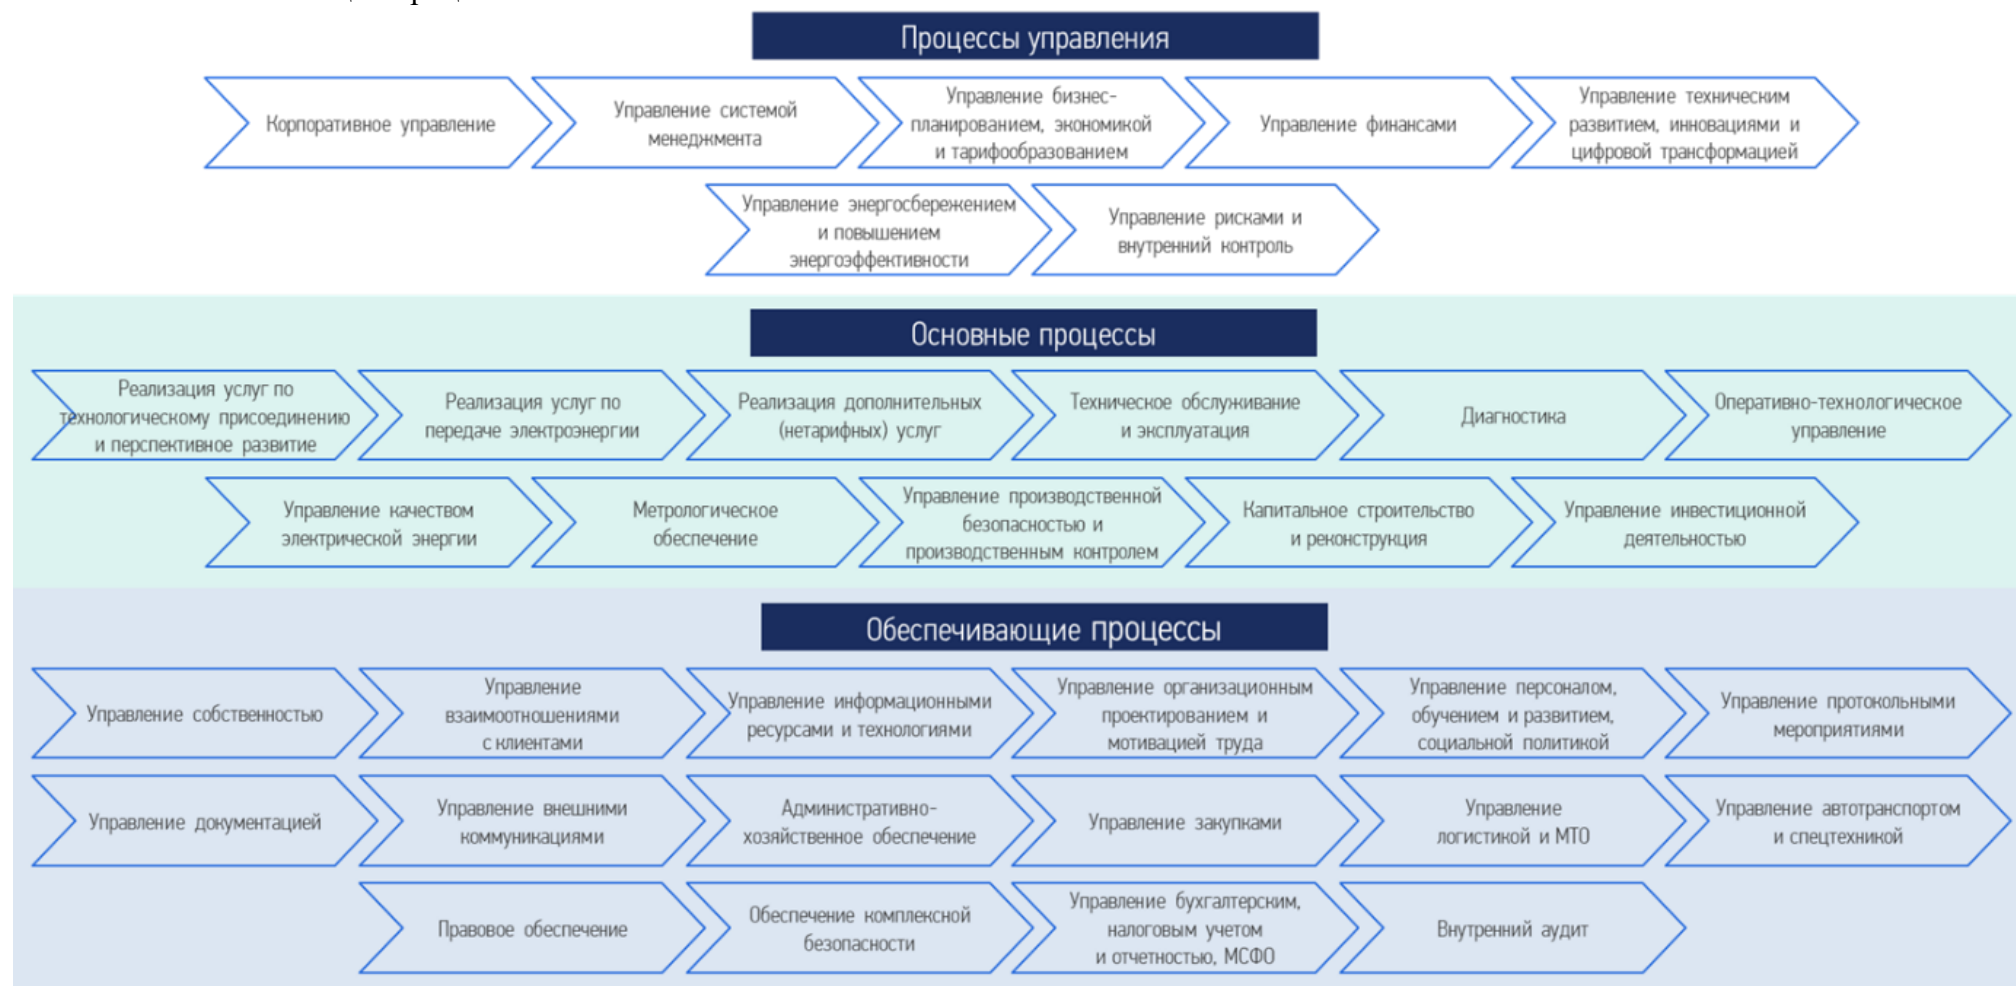 Процессы управления
Корпоративное управление
Управление системой
менеджмента
Управление бизнес-
планированием, экономикой
и тарифообразованием
Управление финансами
Управление техническим
развитием, инновациями и
цифровой трансформацией
Управление энергосбережением
и повышением
энергоэффективности
Управление рисками и
внутренний контроль
Основные процессы
Реализация услуг по
технологическому присоединению
и перспективное развитие
Реализация услуг по
передаче электроэнергии
Реализация дополнительных
(нетарифных) услуг
Техническое обслуживание
и эксплуатация
Диагностика
Оперативно-технологическое
управление
Управление качеством
электрической энергии
Метрологическое
обеспечение
Управление производственной
безопасностью и
производственным контролем
Капитальное строительство
и реконструкция
Управление инвестиционной
деятельностью
Обеспечивающие процессы
Управление собственностью
Управление
взаимоотношениями
с клиентами
Управление информационными
ресурсами и технологиями
Управление организационным
проектированием и
мотивацией труда
Управление персоналом,
обучением и развитием,
социальной политикой
Управление протокольными
мероприятиями
Управление документацией
Управление внешними
коммуникациями
Административно-
хозяйственное обеспечение
Управление закупками
Управление
логистикой и МТО
Управление автотранспортом
и спецтехникой
Правовое обеспечение
Обеспечение комплексной
безопасности
Управление бухгалтерским,
налоговым учетом
и отчетностью, МСФО
Внутренний аудит